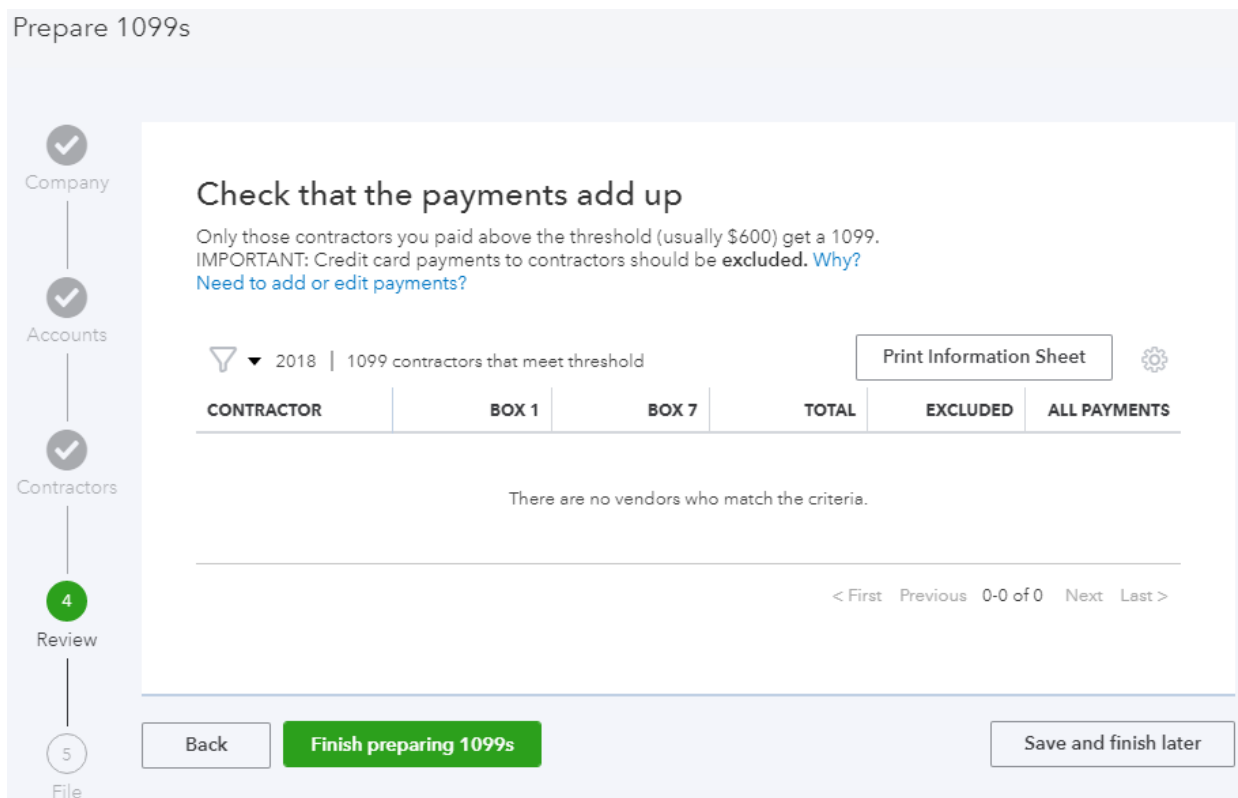 Prepare 1099s
Company
Accounts
Contractors
4
Review
5
File
Check that the payments add up
Only those contractors you paid above the threshold (usually $600) get a 1099.
IMPORTANT: Credit card payments to contractors should be excluded. Why?
Need to add or edit payments?
2018 | 1099 contractors that meet threshold
Print Information Sheet
CONTRACTOR BOX 1 BOX 7 TOTAL EXCLUDED ALL PAYMENTS
There are no vendors who match the criteria.
< First Previous 0-0 of 0 Next Last >
Back Finish preparing 1099s Save and finish later